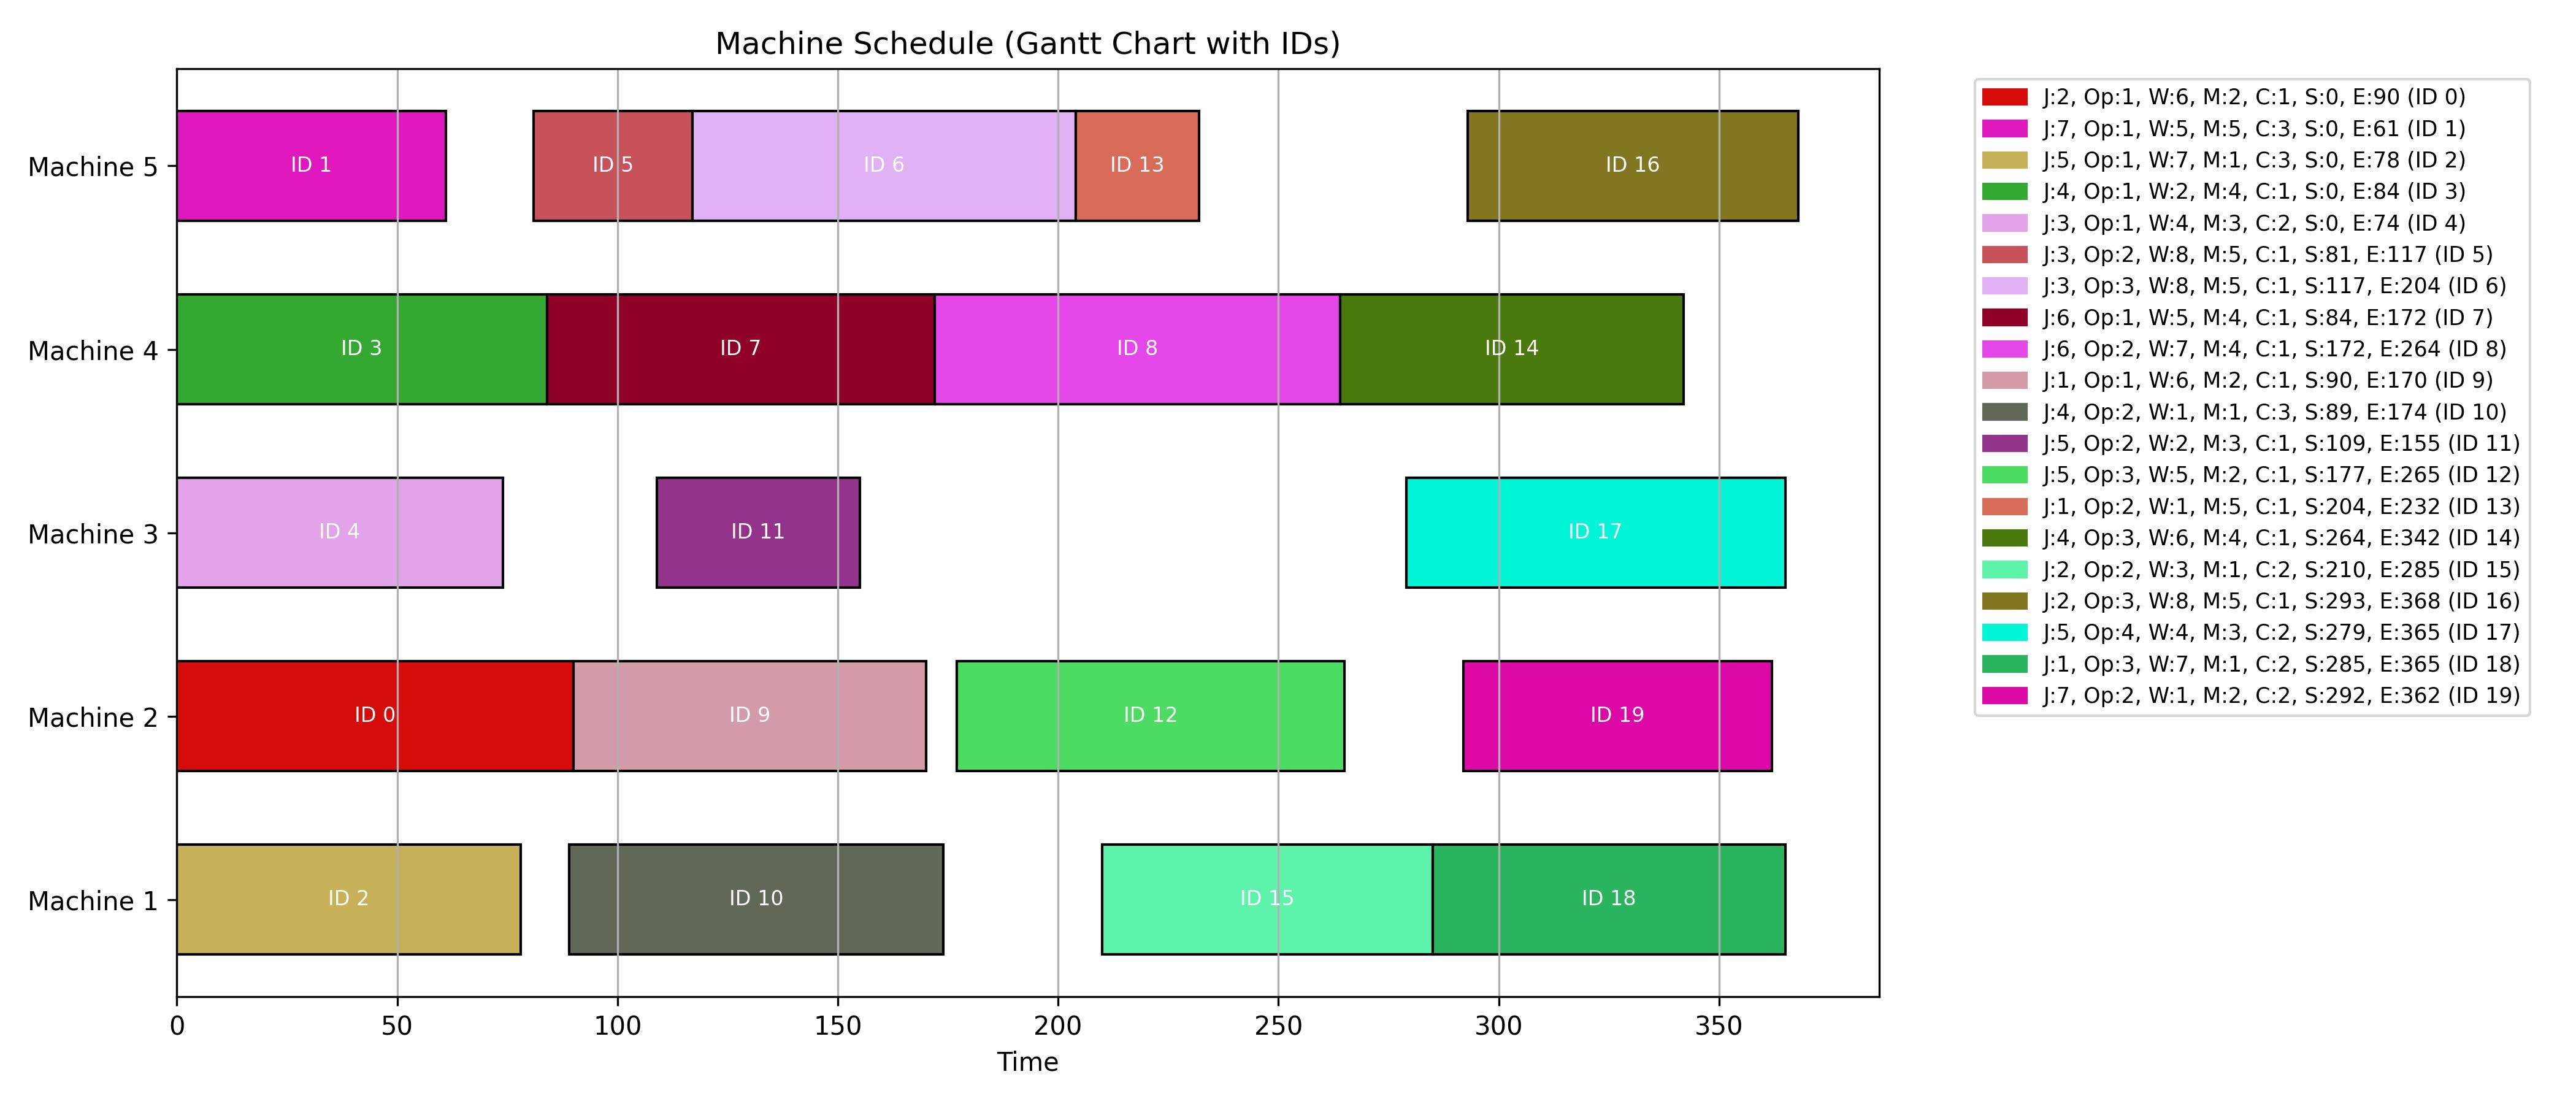 Machine Schedule (Gantt Chart with IDs)
Machine 5
ID 1
ID 5
ID 6
ID 13
ID 16
Machine 4
ID 3
ID 7
ID 8
ID 14
Machine 3
ID 4
ID 11
ID 17
Machine 2
ID 0
ID 9
ID 12
ID 19
Machine 1
ID 2
ID 10
ID 15
ID 18
0 50 100 150 200 250 300 350
Time
J:2, Op:1, W:6, M:2, C:1, S:0, E:90 (ID 0)
J:7, Op:1, W:5, M:5, C:3, S:0, E:61 (ID 1)
J:5, Op:1, W:7, M:1, C:3, S:0, E:78 (ID 2)
J:4, Op:1, W:2, M:4, C:1, S:0, E:84 (ID 3)
J:3, Op:1, W:4, M:3, C:2, S:0, E:74 (ID 4)
J:3, Op:2, W:8, M:5, C:1, S:81, E:117 (ID 5)
J:3, Op:3, W:8, M:5, C:1, S:117, E:204 (ID 6)
J:6, Op:1, W:5, M:4, C:1, S:84, E:172 (ID 7)
J:6, Op:2, W:7, M:4, C:1, S:172, E:264 (ID 8)
J:1, Op:1, W:6, M:2, C:1, S:90, E:170 (ID 9)
J:4, Op:2, W:1, M:1, C:3, S:89, E:174 (ID 10)
J:5, Op:2, W:2, M:3, C:1, S:109, E:155 (ID 11)
J:5, Op:3, W:5, M:2, C:1, S:177, E:265 (ID 12)
J:1, Op:2, W:1, M:5, C:1, S:204, E:232 (ID 13)
J:4, Op:3, W:6, M:4, C:1, S:264, E:342 (ID 14)
J:2, Op:2, W:3, M:1, C:2, S:210, E:285 (ID 15)
J:2, Op:3, W:8, M:5, C:1, S:293, E:368 (ID 16)
J:5, Op:4, W:4, M:3, C:2, S:279, E:365 (ID 17)
J:1, Op:3, W:7, M:1, C:2, S:285, E:365 (ID 18)
J:7, Op:2, W:1, M:2, C:2, S:292, E:362 (ID 19)